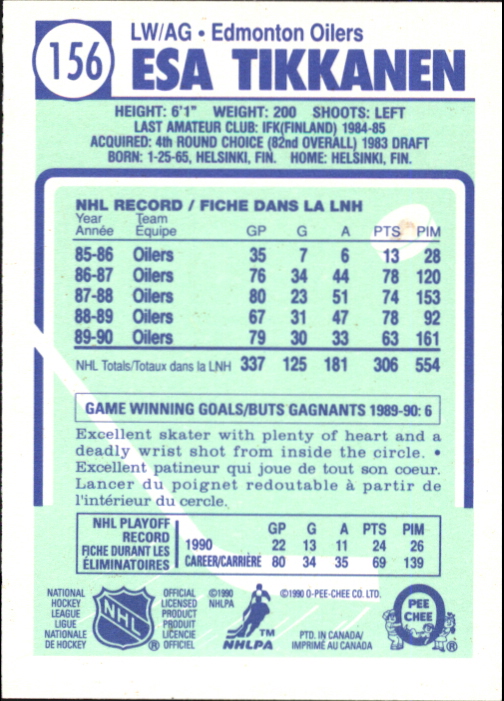 156
LW/AG • Edmonton Oilers
ESA TIKKANEN
HEIGHT: 6'1" WEIGHT: 200 SHOOTS: LEFT
LAST AMATEUR CLUB: IFK(FINLAND) 1984-85
ACQUIRED: 4th ROUND CHOICE (82nd OVERALL) 1983 DRAFT
BORN: 1-25-65, HELSINKI, FIN. HOME: HELSINKI, FIN.
NHL RECORD / FICHE DANS LA LNH
Year Team
Année Équipe GP G A PTS PIM
85-86 Oilers 35 7 6 13 28
86-87 Oilers 76 34 44 78 120
87-88 Oilers 80 23 51 74 153
88-89 Oilers 67 31 47 78 92
89-90 Oilers 79 30 33 63 161
NHL Totals/Totaux dans la LNH 337 125 181 306 554
GAME WINNING GOALS/BUTS GAGNANTS 1989-90: 6
Excellent skater with plenty of heart and a
deadly wrist shot from inside the circle. •
Excellent patineur qui joue de tout son coeur.
Lancer du poignet redoutable à partir de
l'intérieur du cercle.
NHL PLAYOFF
RECORD
FICHE DURANT LES
ÉLIMINATOIRES
GP G A PTS PIM
1990 22 13 11 24 26
CAREER/CARRIÈRE 80 34 35 69 139
NATIONAL
HOCKEY
LEAGUE
LIGUE
NATIONALE
DE HOCKEY
NHL
®
OFFICIAL
LICENSED
PRODUCT
PRODUIT
LICENCIE
OFFICIEL
©1990
NHLPA
TM
NHLPA
©1990 O-PEE-CHEE CO. LTD.
PTD. IN CANADA/
IMPRIMÉ AU CANADA
O
PEE
CHEE
®